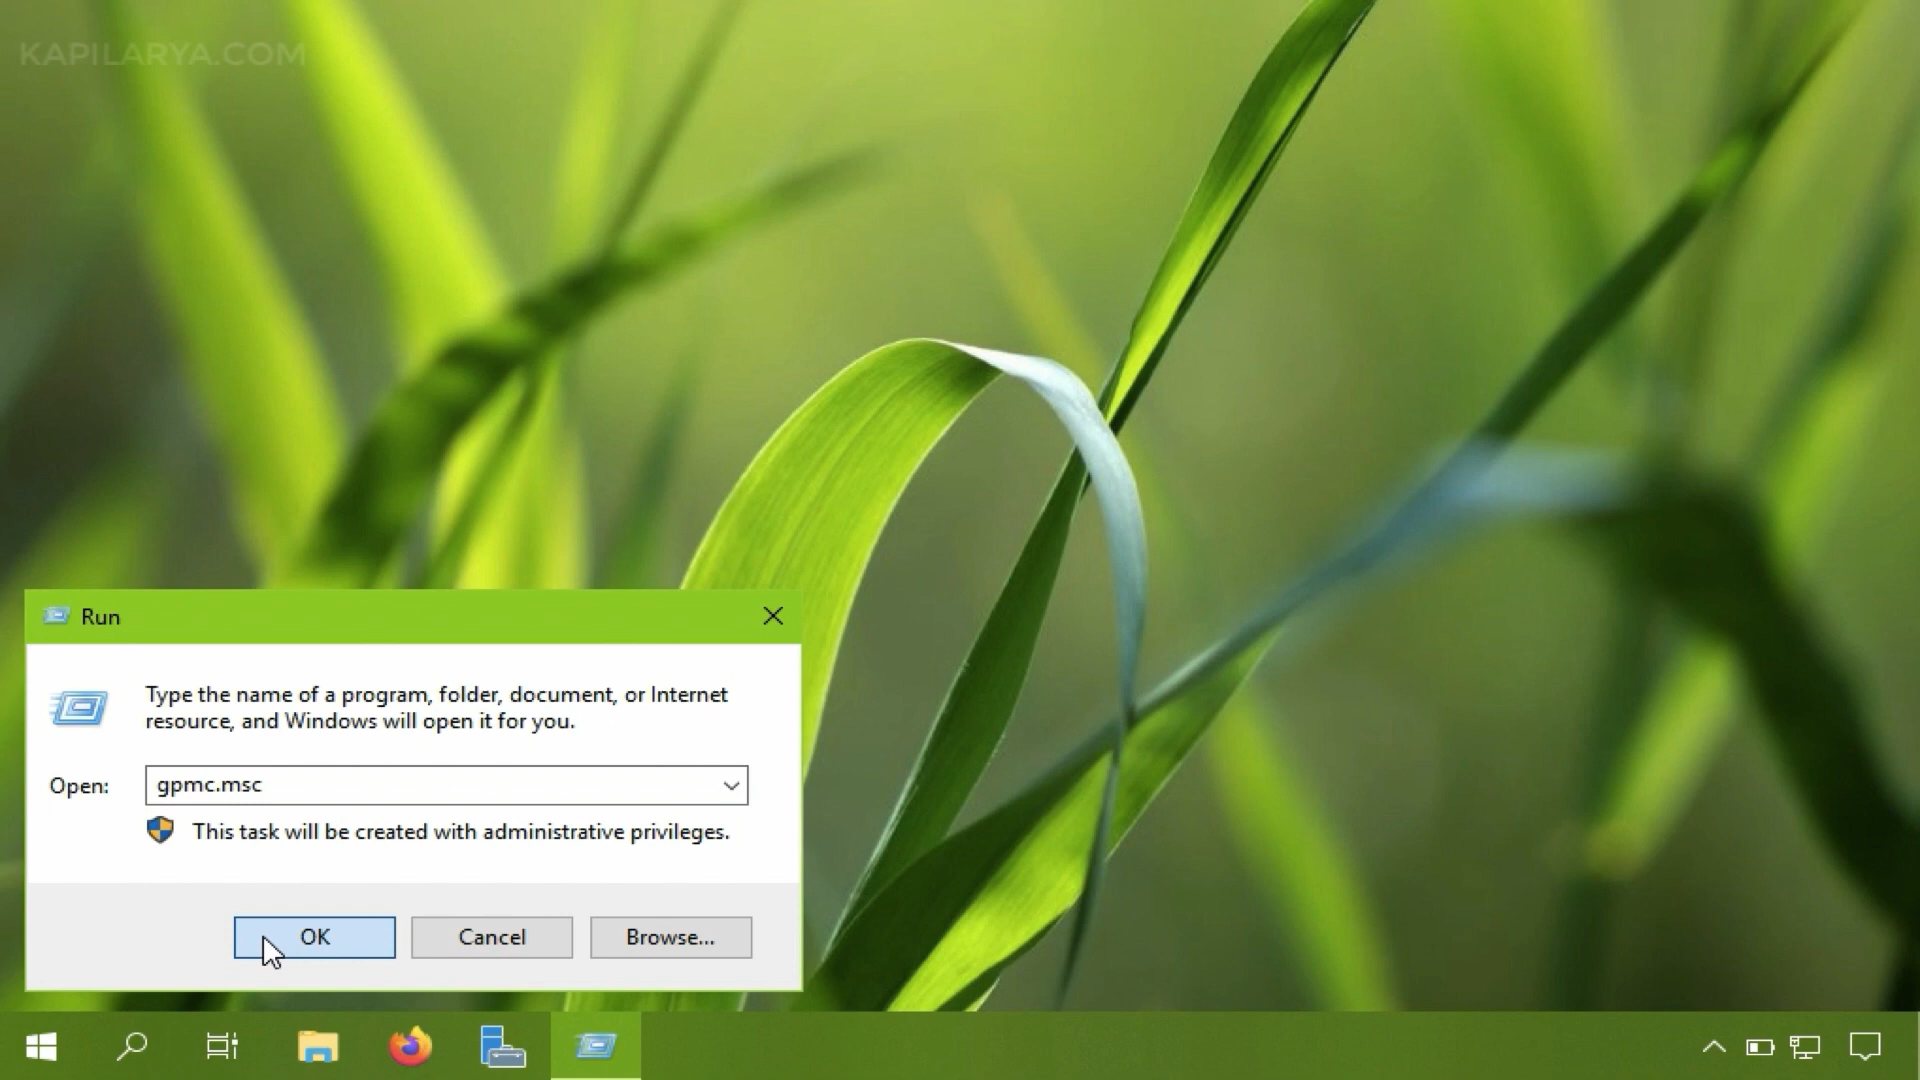 KAPILARYA.COM
Run
Type the name of a program, folder, document, or Internet
resource, and Windows will open it for you.
Open:
gpmc.msc
This task will be created with administrative privileges.
OK
Cancel
Browse...